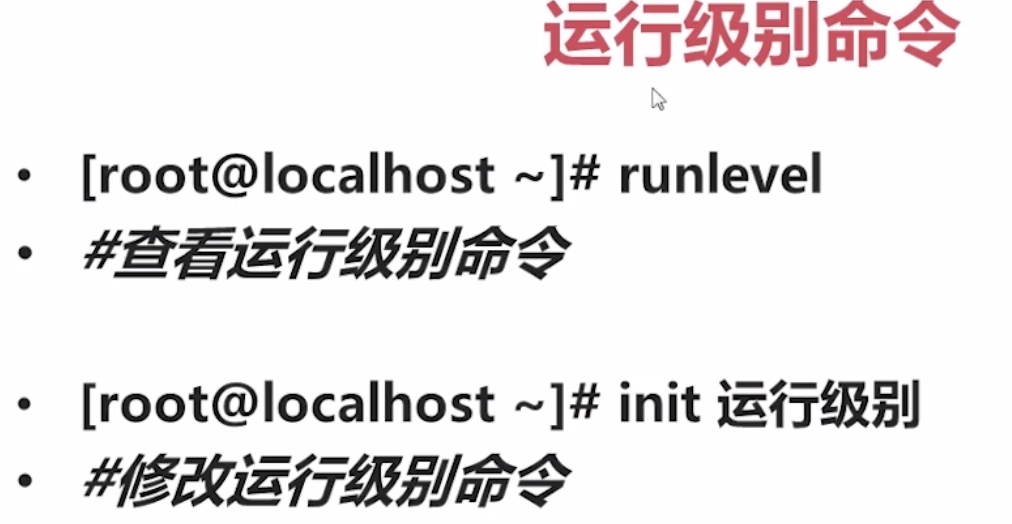 运行级别命令
• [root@localhost ~]# runlevel
• #查看运行级别命令
• [root@localhost ~]# init 运行级别
• #修改运行级别命令